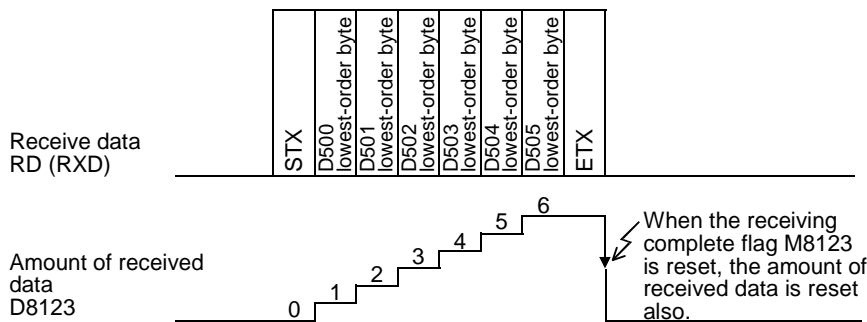 Receive data
RD (RXD)
STX
D500
lowest-order byte
D501
lowest-order byte
D502
lowest-order byte
D503
lowest-order byte
D504
lowest-order byte
D505
lowest-order byte
ETX
Amount of received
data
D8123
0
1
2
3
4
5
6
When the receiving
complete flag M8123
is reset, the amount of
received data is reset
also.